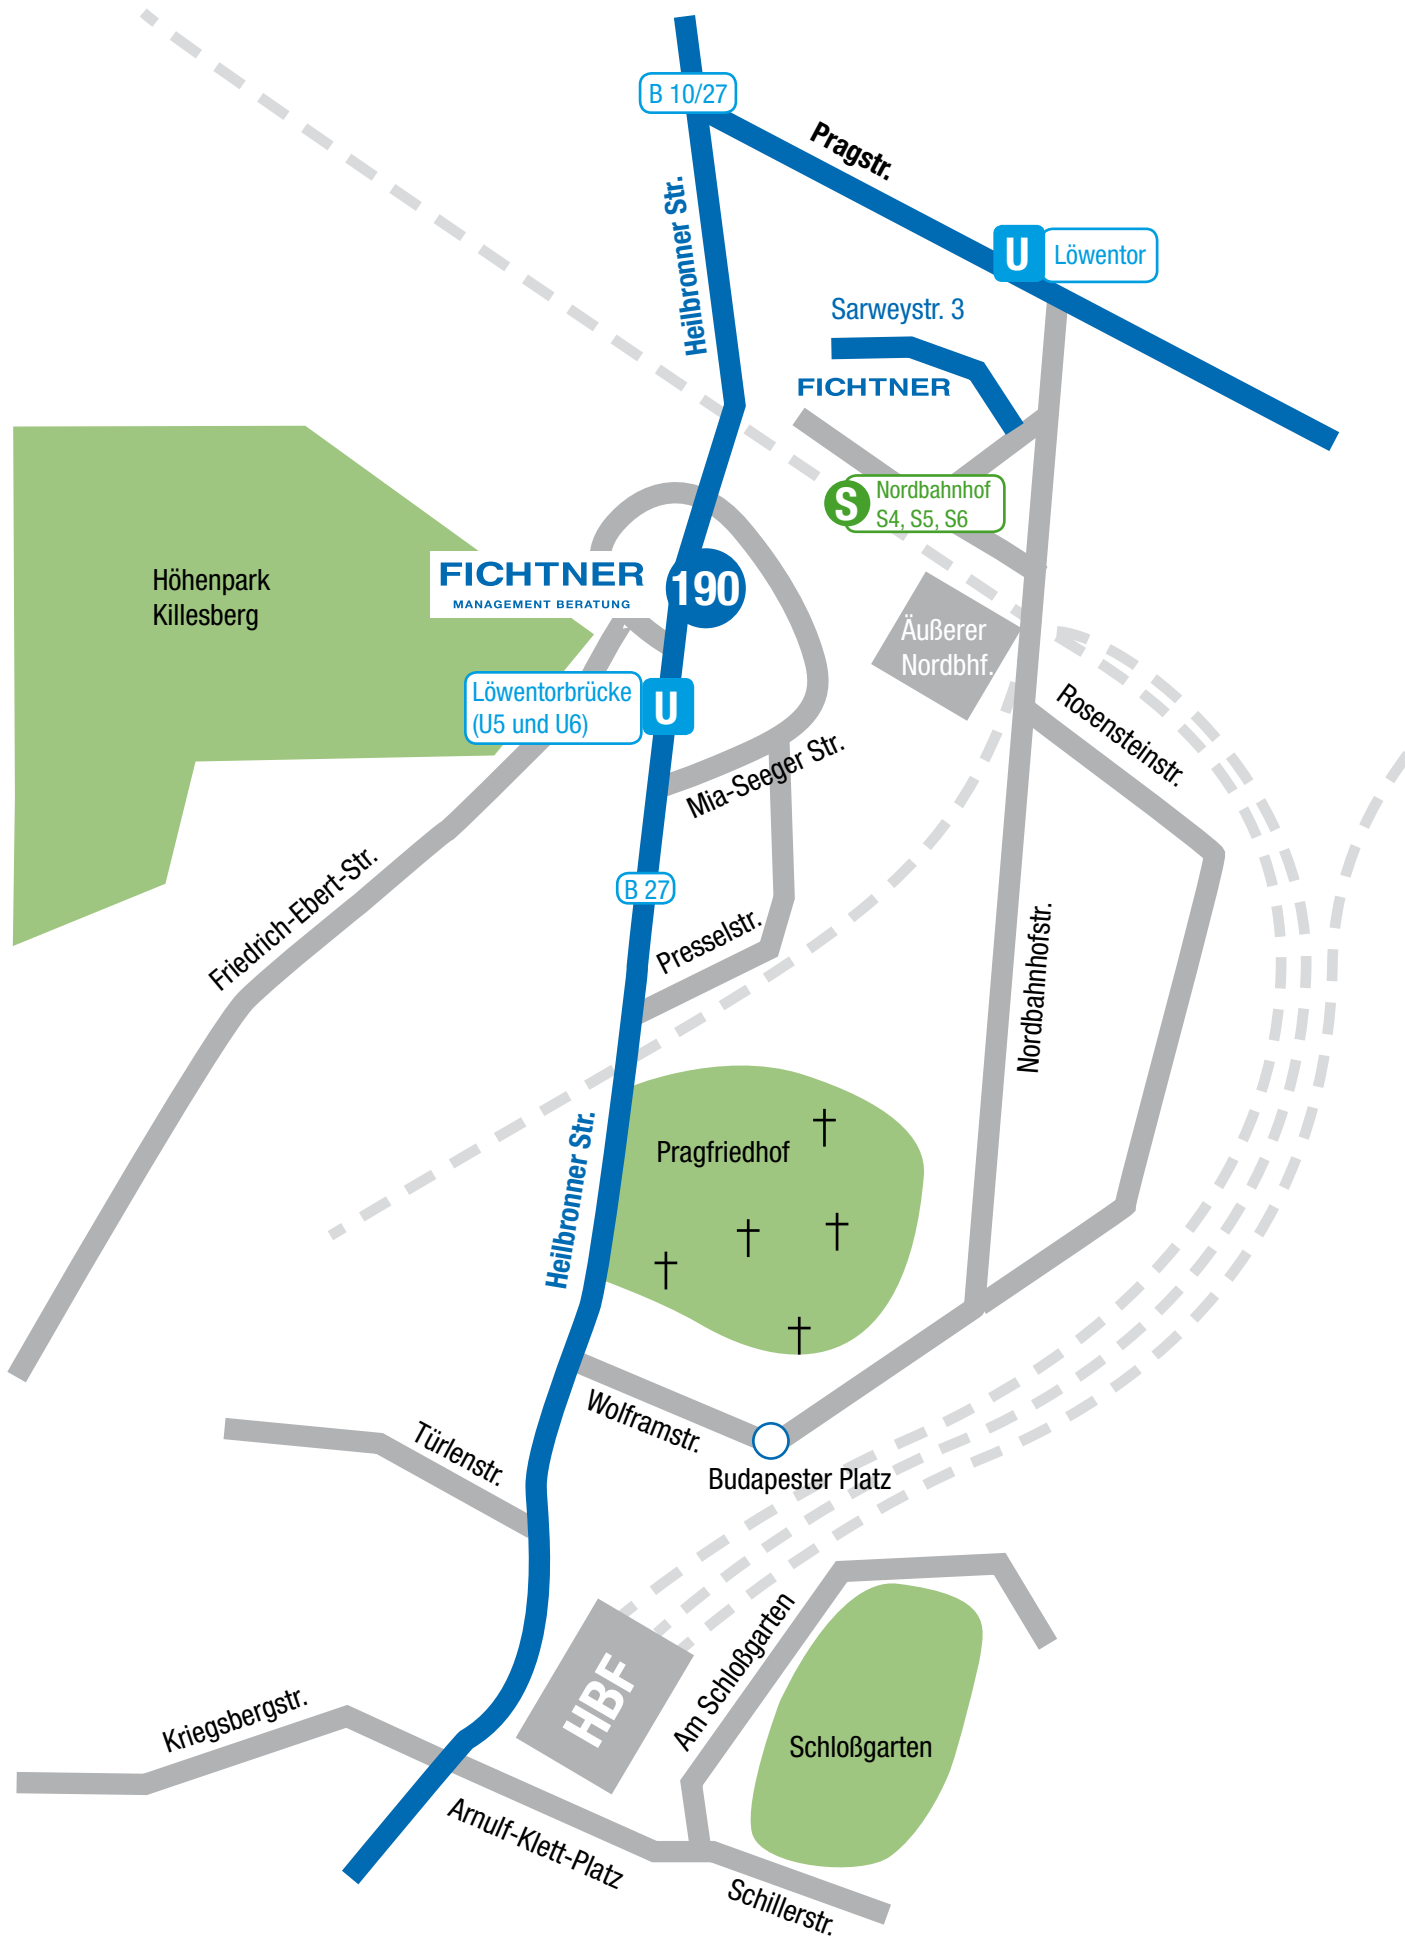 B 10/27
Pragstr.
Heilbronner Str.
U
Löwentor
Sarweystr. 3
FICHTNER
S
Nordbahnhof
S4, S5, S6
Höhenpark
Killesberg
FICHTNER
MANAGEMENT BERATUNG
190
Äußerer
Nordbhf.
Löwentorbrücke
(U5 und U6)
U
Rosensteinstr.
Mia-Seeger Str.
Friedrich-Ebert-Str.
B 27
Presselstr.
Nordbahnhofstr.
Heilbronner Str.
Pragfriedhof
Wolframstr.
Türlenstr.
Budapester Platz
Am Schloßgarten
HBF
Kriegsbergstr.
Schloßgarten
Arnulf-Klett-Platz
Schillerstr.